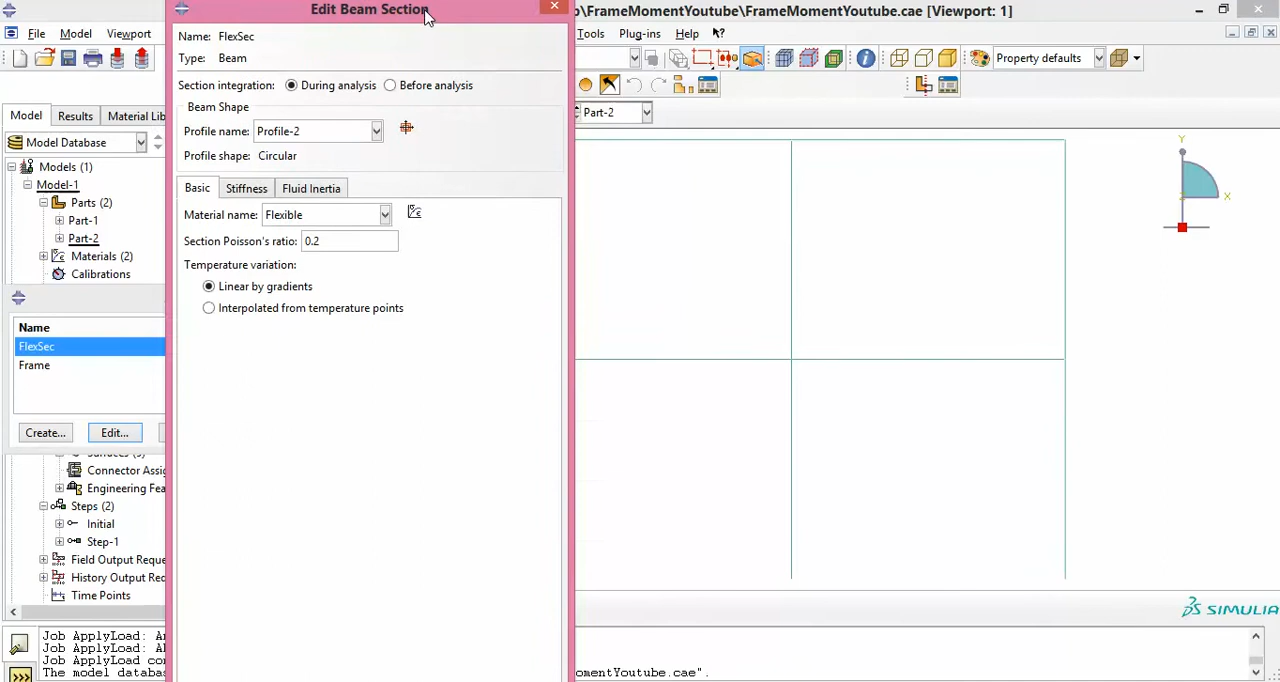 Edit Beam Section
b\FrameMomentYoutube\FrameMomentYoutube.cae [Viewport: 1]
File Model Viewport
Tools Plug-ins Help
Name: FlexSec
Type: Beam
Property defaults
Section integration: During analysis Before analysis
Beam Shape
Model Results Material Lib
Part-2
Profile name: Profile-2
Model Database
Profile shape: Circular
Models (1)
Model-1
Basic Stiffness Fluid Inertia
Parts (2)
Part-1
Part-2
Materials (2)
Calibrations
Material name: Flexible
Section Poisson's ratio: 0.2
Temperature variation:
Linear by gradients
Interpolated from temperature points
Y
X
Z
Name
FlexSec
Frame
Create... Edit...
Connector Assig
Engineering Fea
Steps (2)
Initial
Step-1
Field Output Reque
History Output Req
Time Points
SIMULIA
Job ApplyLoad: An
Job ApplyLoad: A
Job ApplyLoad com
The model databas
omentYoutube.cae".
>>>